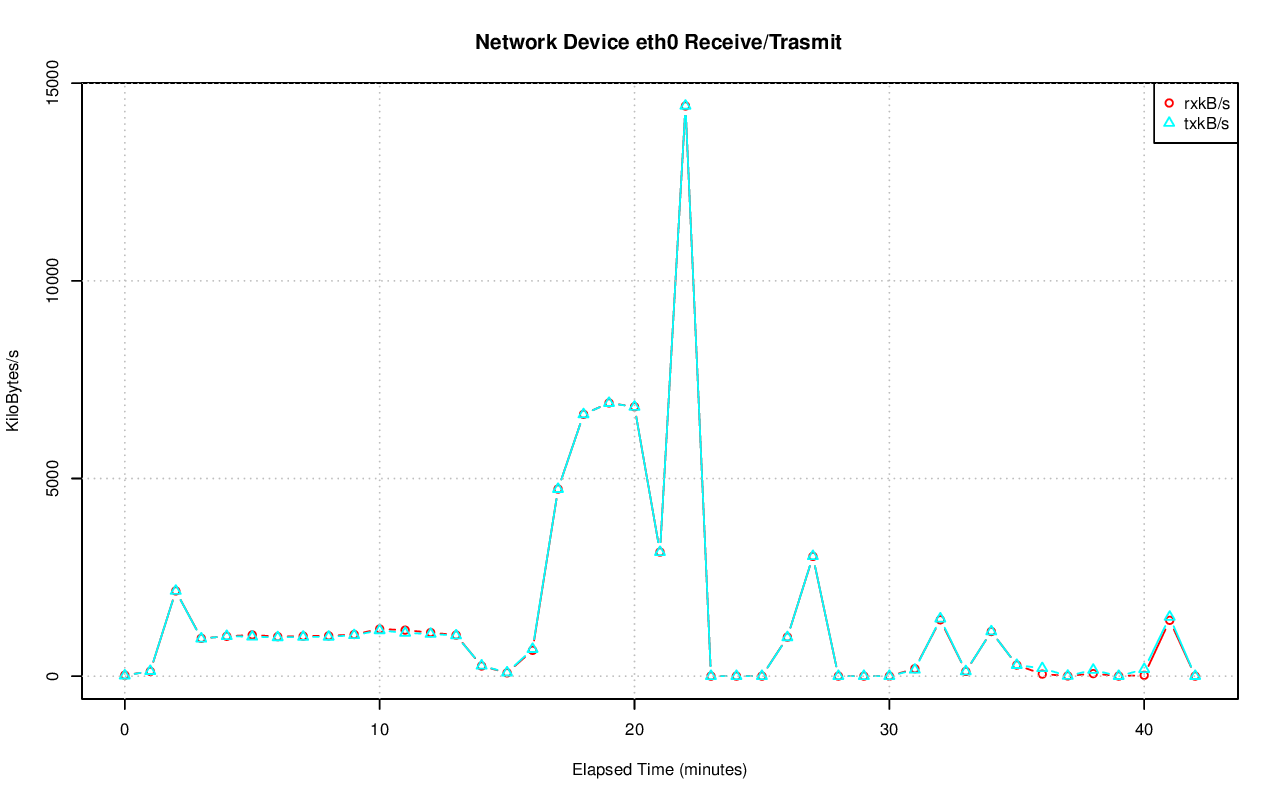 Network Device eth0 Receive/Trasmit
rxkB/s
txkB/s
KiloBytes/s
15000
10000
5000
0
0 10 20 30 40
Elapsed Time (minutes)